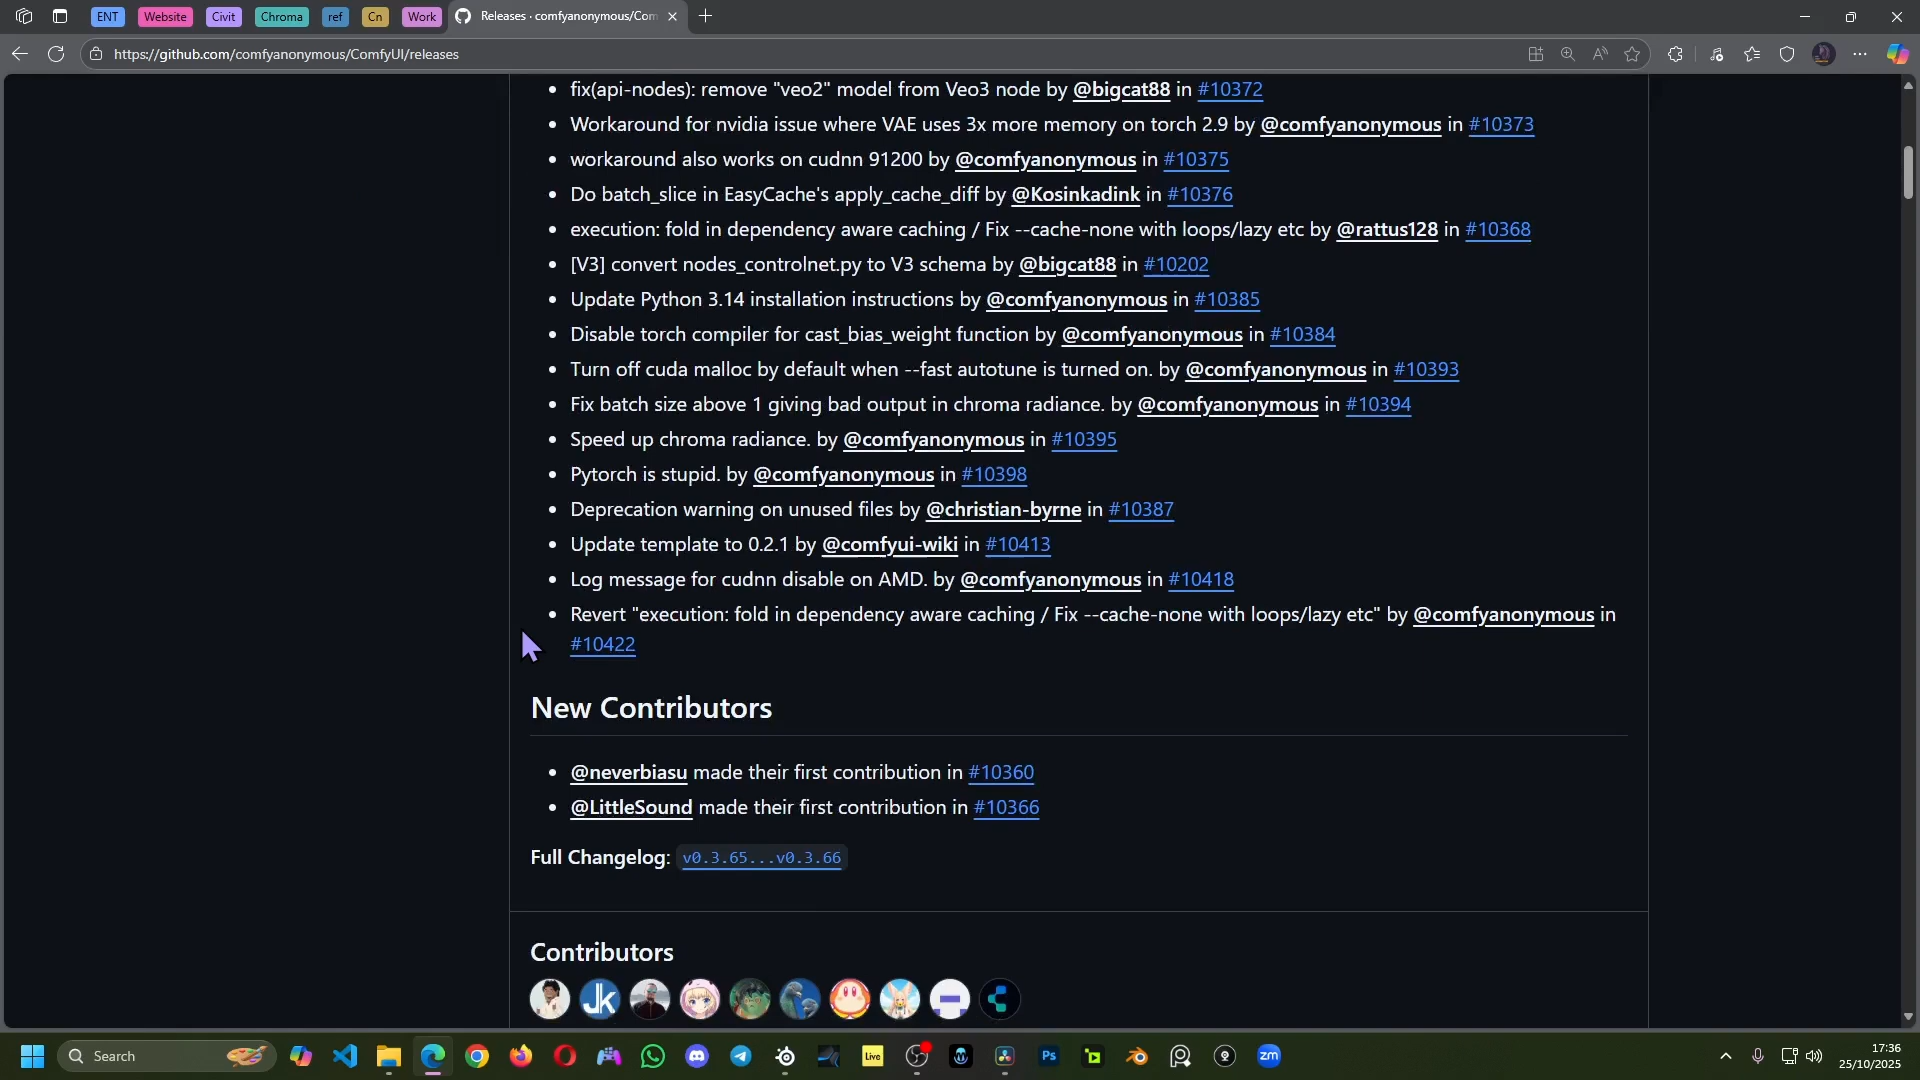 ENT Website Civit Chroma ref Cn Work Releases · comfyanonymous/Com
https://github.com/comfyanonymous/ComfyUI/releases
fix(api-nodes): remove "veo2" model from Veo3 node by @bigcat88 in #10372
Workaround for nvidia issue where VAE uses 3x more memory on torch 2.9 by @comfyanonymous in #10373
workaround also works on cudnn 91200 by @comfyanonymous in #10375
Do batch_slice in EasyCache's apply_cache_diff by @Kosinkadink in #10376
execution: fold in dependency aware caching / Fix --cache-none with loops/lazy etc by @rattus128 in #10368
[V3] convert nodes_controlnet.py to V3 schema by @bigcat88 in #10202
Update Python 3.14 installation instructions by @comfyanonymous in #10385
Disable torch compiler for cast_bias_weight function by @comfyanonymous in #10384
Turn off cuda malloc by default when --fast autotune is turned on. by @comfyanonymous in #10393
Fix batch size above 1 giving bad output in chroma radiance. by @comfyanonymous in #10394
Speed up chroma radiance. by @comfyanonymous in #10395
Pytorch is stupid. by @comfyanonymous in #10398
Deprecation warning on unused files by @christian-byrne in #10387
Update template to 0.2.1 by @comfyui-wiki in #10413
Log message for cudnn disable on AMD. by @comfyanonymous in #10418
Revert "execution: fold in dependency aware caching / Fix --cache-none with loops/lazy etc" by @comfyanonymous in
#10422
New Contributors
@neverbiasu made their first contribution in #10360
@LittleSound made their first contribution in #10366
Full Changelog: v0.3.65...v0.3.66
Contributors
JK
Search
Live
Ps
zm
17:36
25/10/2025